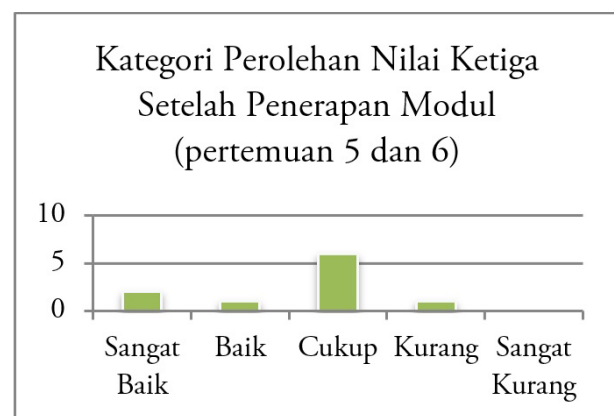 Kategori Perolehan Nilai Ketiga
Setelah Penerapan Modul
(pertemuan 5 dan 6)
10
5
0
Sangat Baik
Baik
Cukup
Kurang
Sangat Kurang